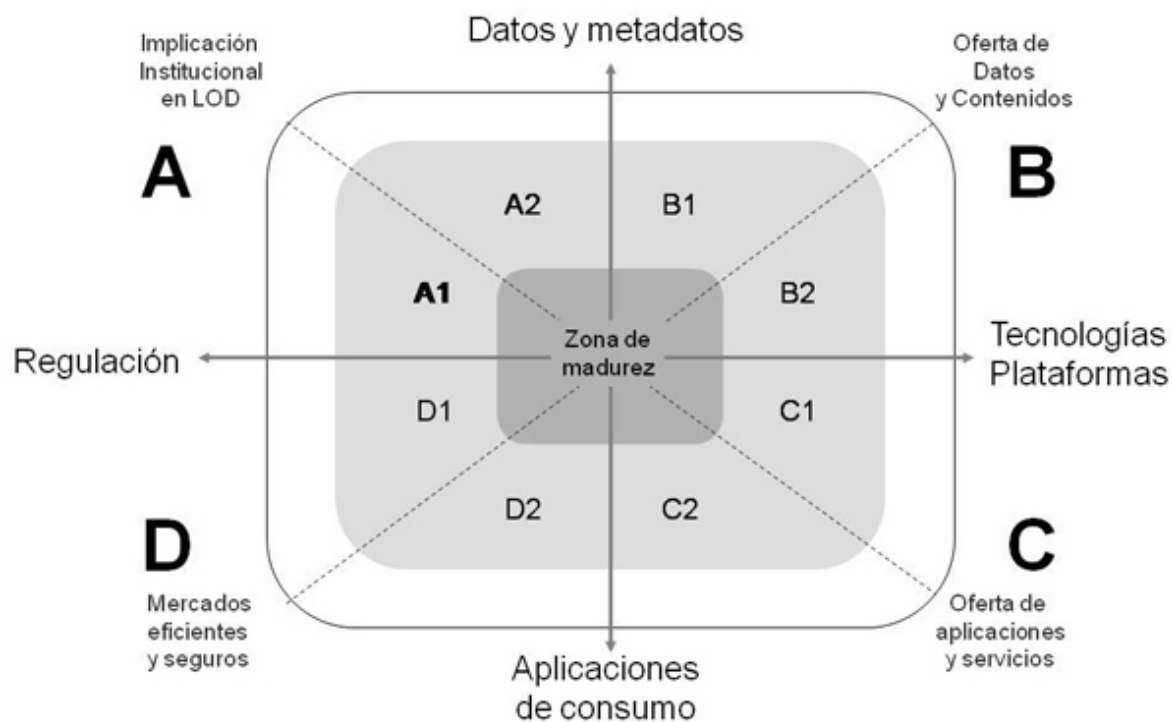 Datos y metadatos
Implicación
Institucional
en LOD
Oferta de
Datos
y Contenidos
A
B
A2
B1
A1
B2
Regulación
Zona de
madurez
Tecnologías
Plataformas
D1
C1
D2
C2
D
C
Mercados
eficientes
y seguros
Oferta de
aplicaciones
y servicios
Aplicaciones
de consumo